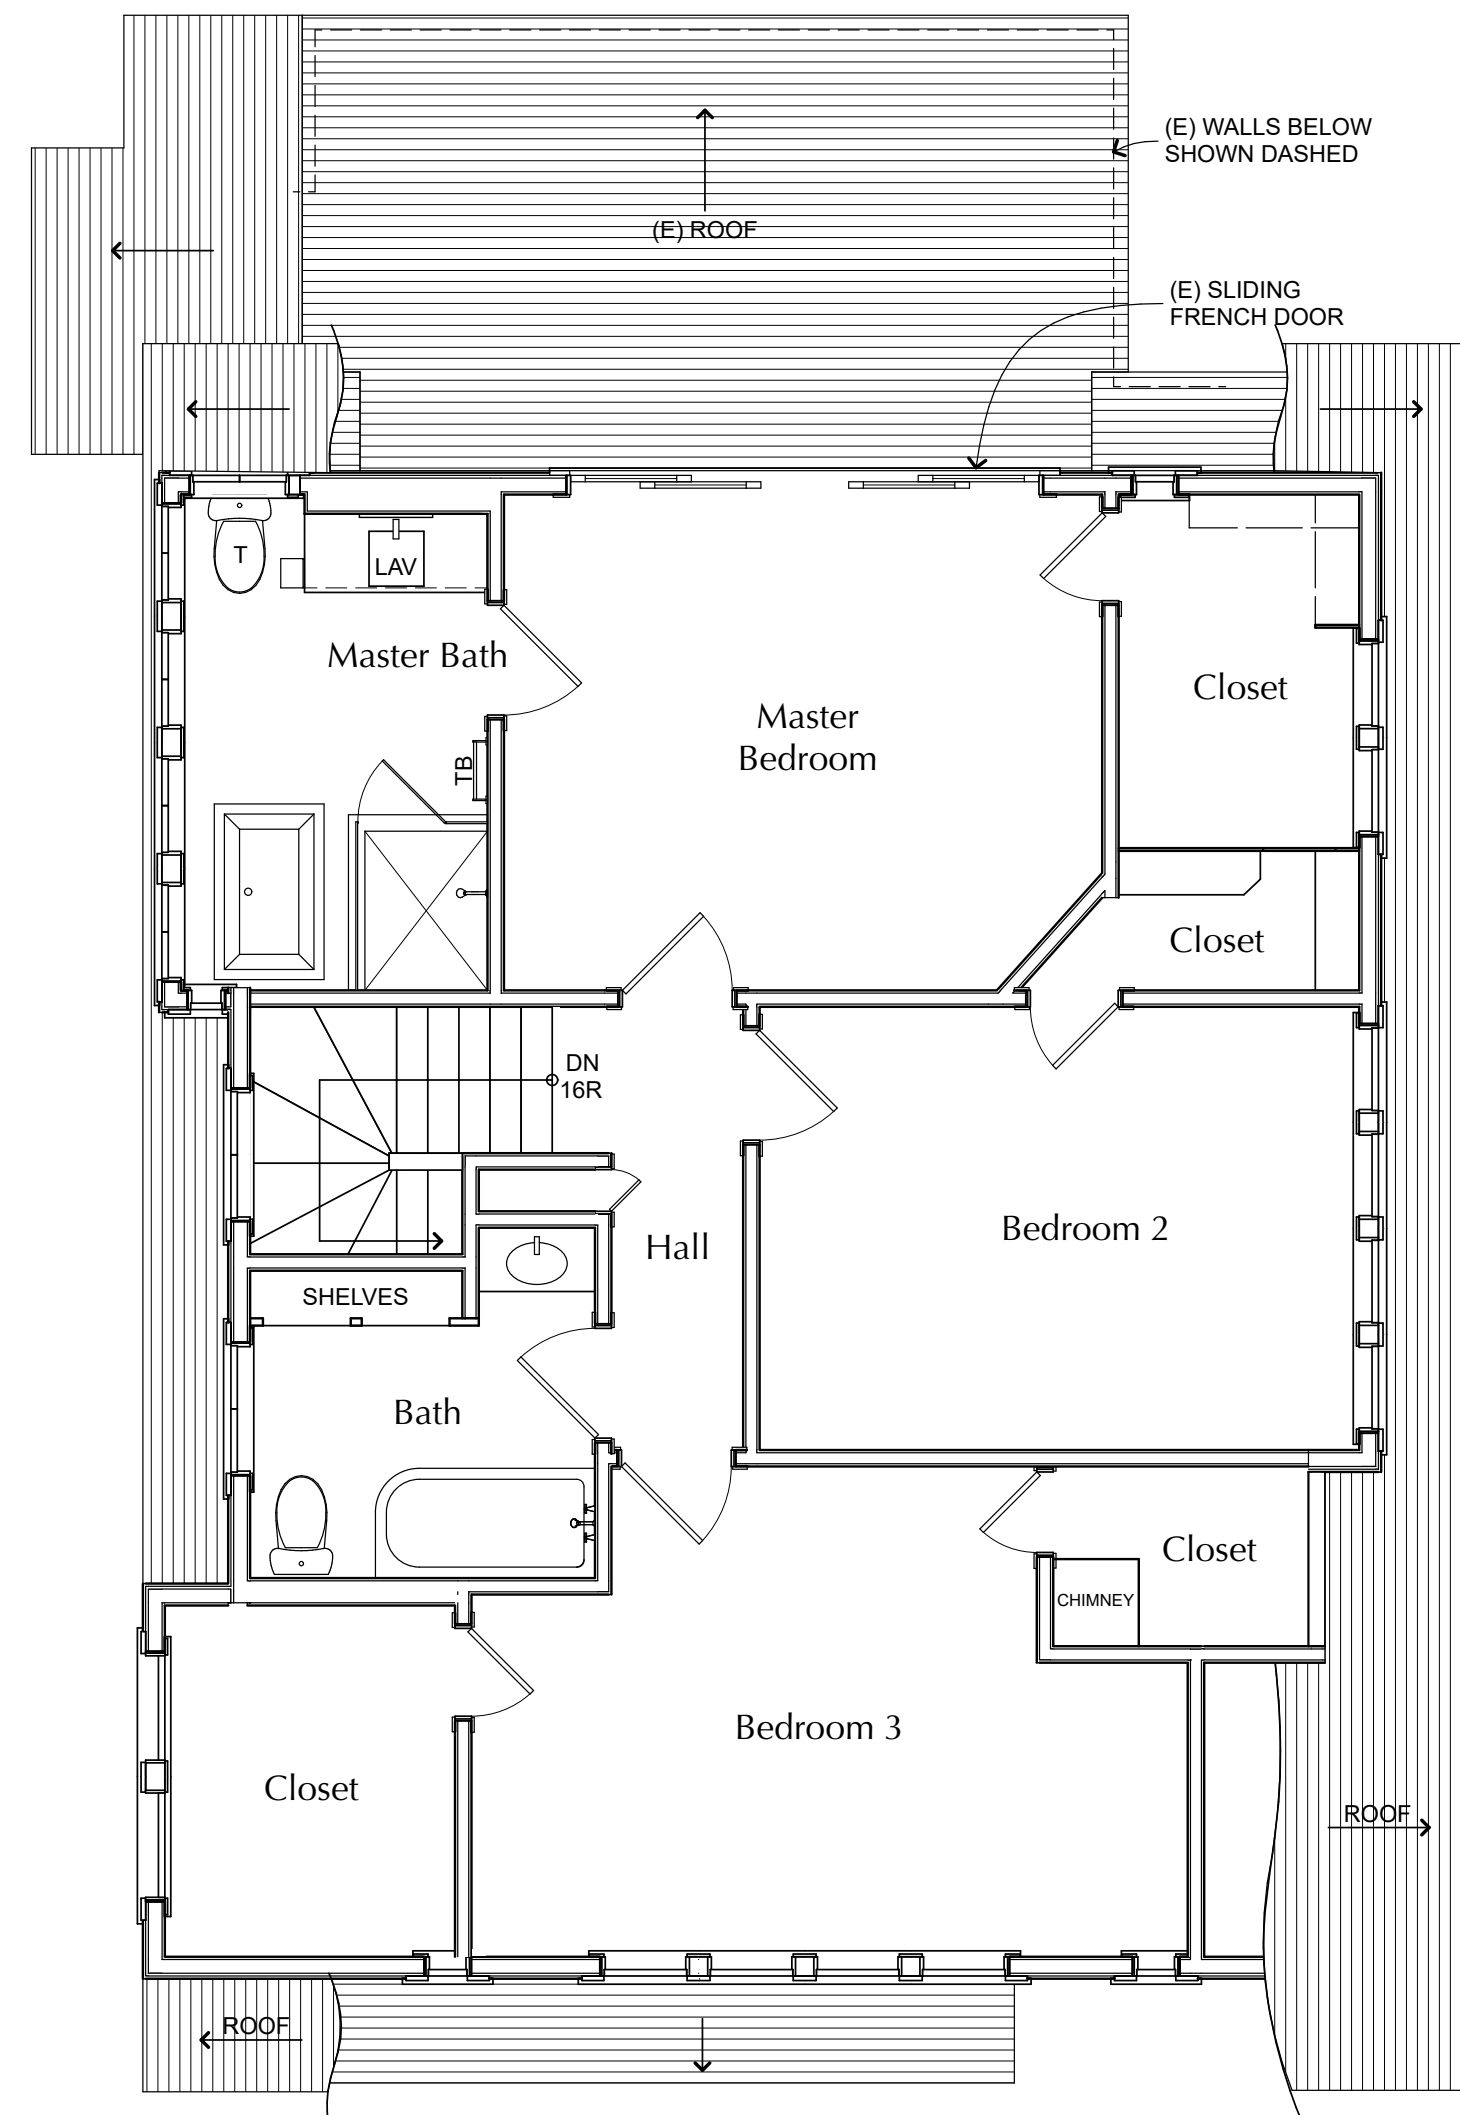 (E) WALLS BELOW
SHOWN DASHED
(E) ROOF
(E) SLIDING
FRENCH DOOR
T
LAV
Master Bath
Closet
Master
Bedroom
TB
Closet
DN
16R
Bedroom 2
Hall
SHELVES
Bath
Closet
CHIMNEY
Bedroom 3
Closet
ROOF
ROOF